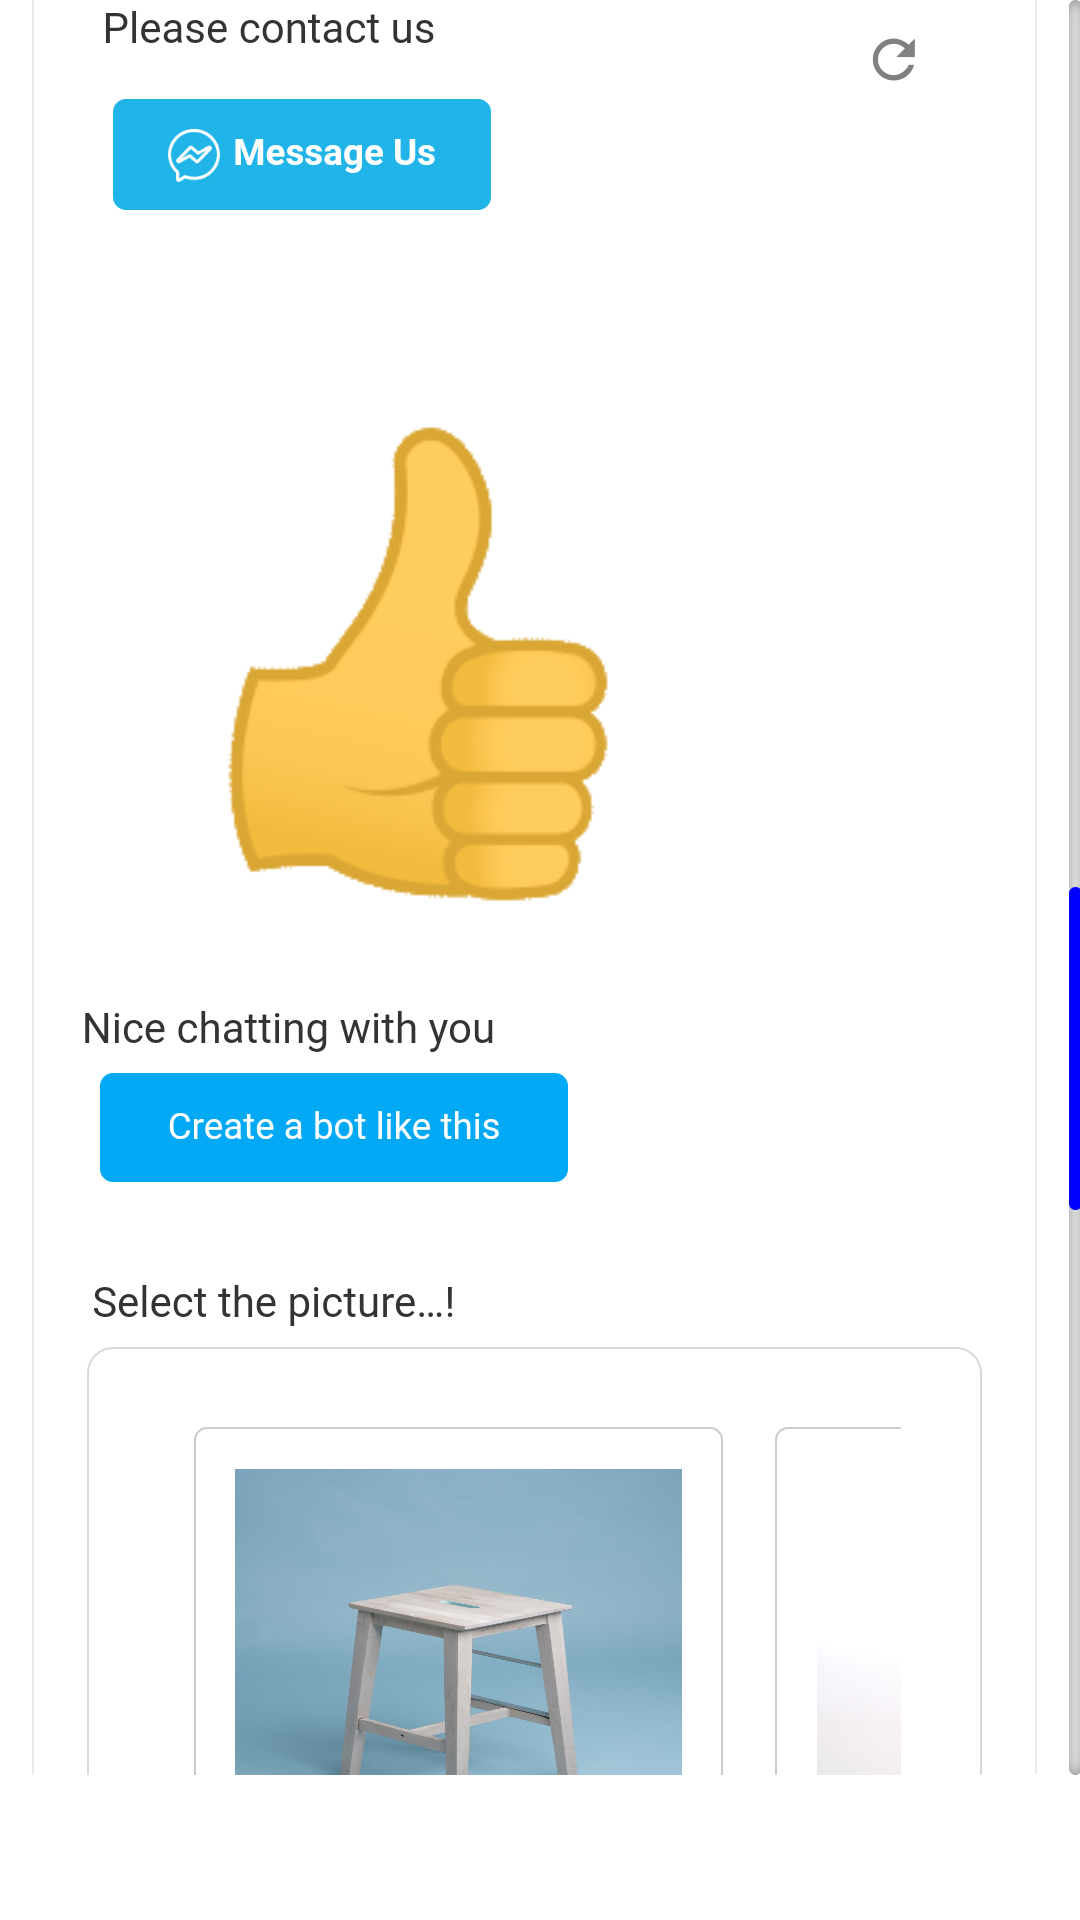 Please contact us
Message Us
Nice chatting with you
Create a bot like this
Select the picture...!